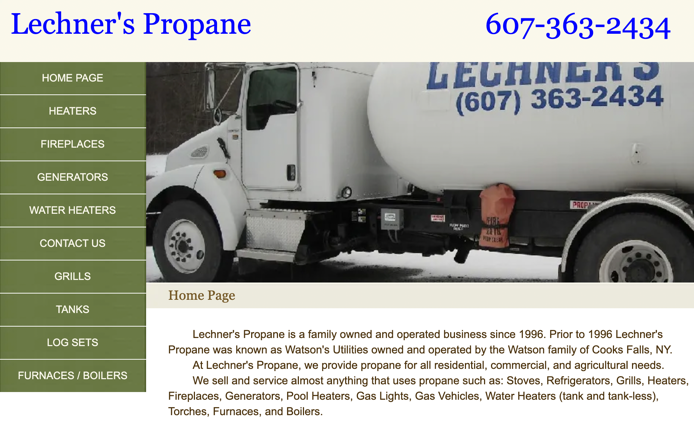 Lechner's Propane
607-363-2434
LECHNER'S
(607) 363-2434
PROPANE
HOME PAGE
HEATERS
FIREPLACES
GENERATORS
WATER HEATERS
CONTACT US
GRILLS
TANKS
LOG SETS
FURNACES / BOILERS
Home Page
Lechner's Propane is a family owned and operated business since 1996. Prior to 1996 Lechner's
Propane was known as Watson's Utilities owned and operated by the Watson family of Cooks Falls, NY.
At Lechner's Propane, we provide propane for all residential, commercial, and agricultural needs.
We sell and service almost anything that uses propane such as: Stoves, Refrigerators, Grills, Heaters,
Fireplaces, Generators, Pool Heaters, Gas Lights, Gas Vehicles, Water Heaters (tank and tank-less),
Torches, Furnaces, and Boilers.